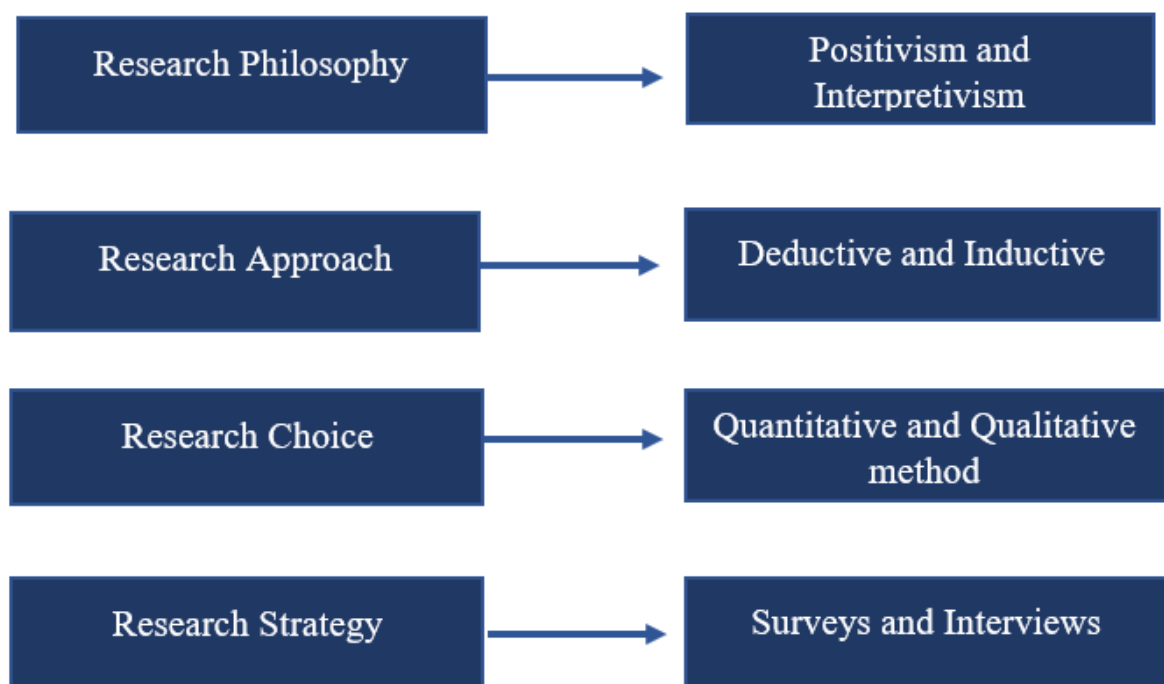 Research Philosophy
Positivism and
Interpretivism
Research Approach
Deductive and Inductive
Research Choice
Quantitative and Qualitative
method
Research Strategy
Surveys and Interviews